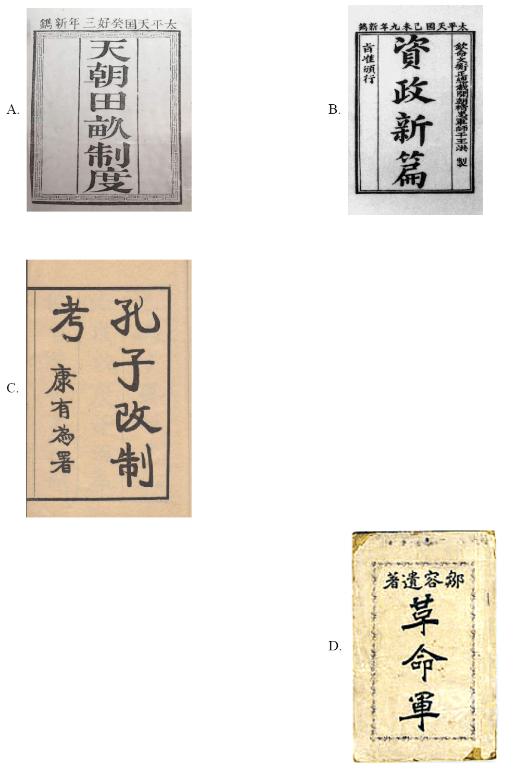 A.
太平天囯癸好三年新鐫
天朝田畝制度
B.
太平天囯己未九年新鐫
欽命文衡正總裁開朝精忠軍師干王洪 製
資政新篇
旨准頒行
C.
孔子改制
考
康有為署
D.
鄒容遺著
革命軍